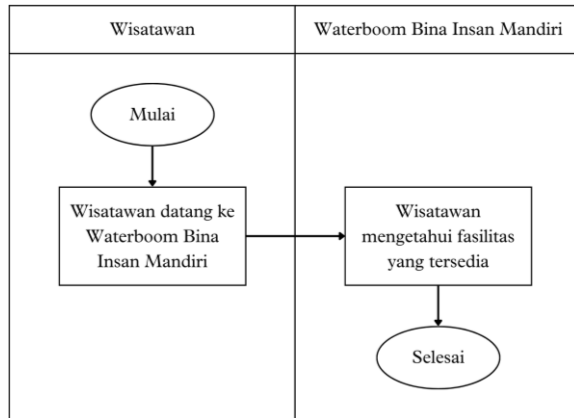 Wisatawan
Waterboom Bina Insan Mandiri
Mulai
Wisatawan datang ke
Waterboom Bina
Insan Mandiri
Wisatawan
mengetahui fasilitas
yang tersedia
Selesai